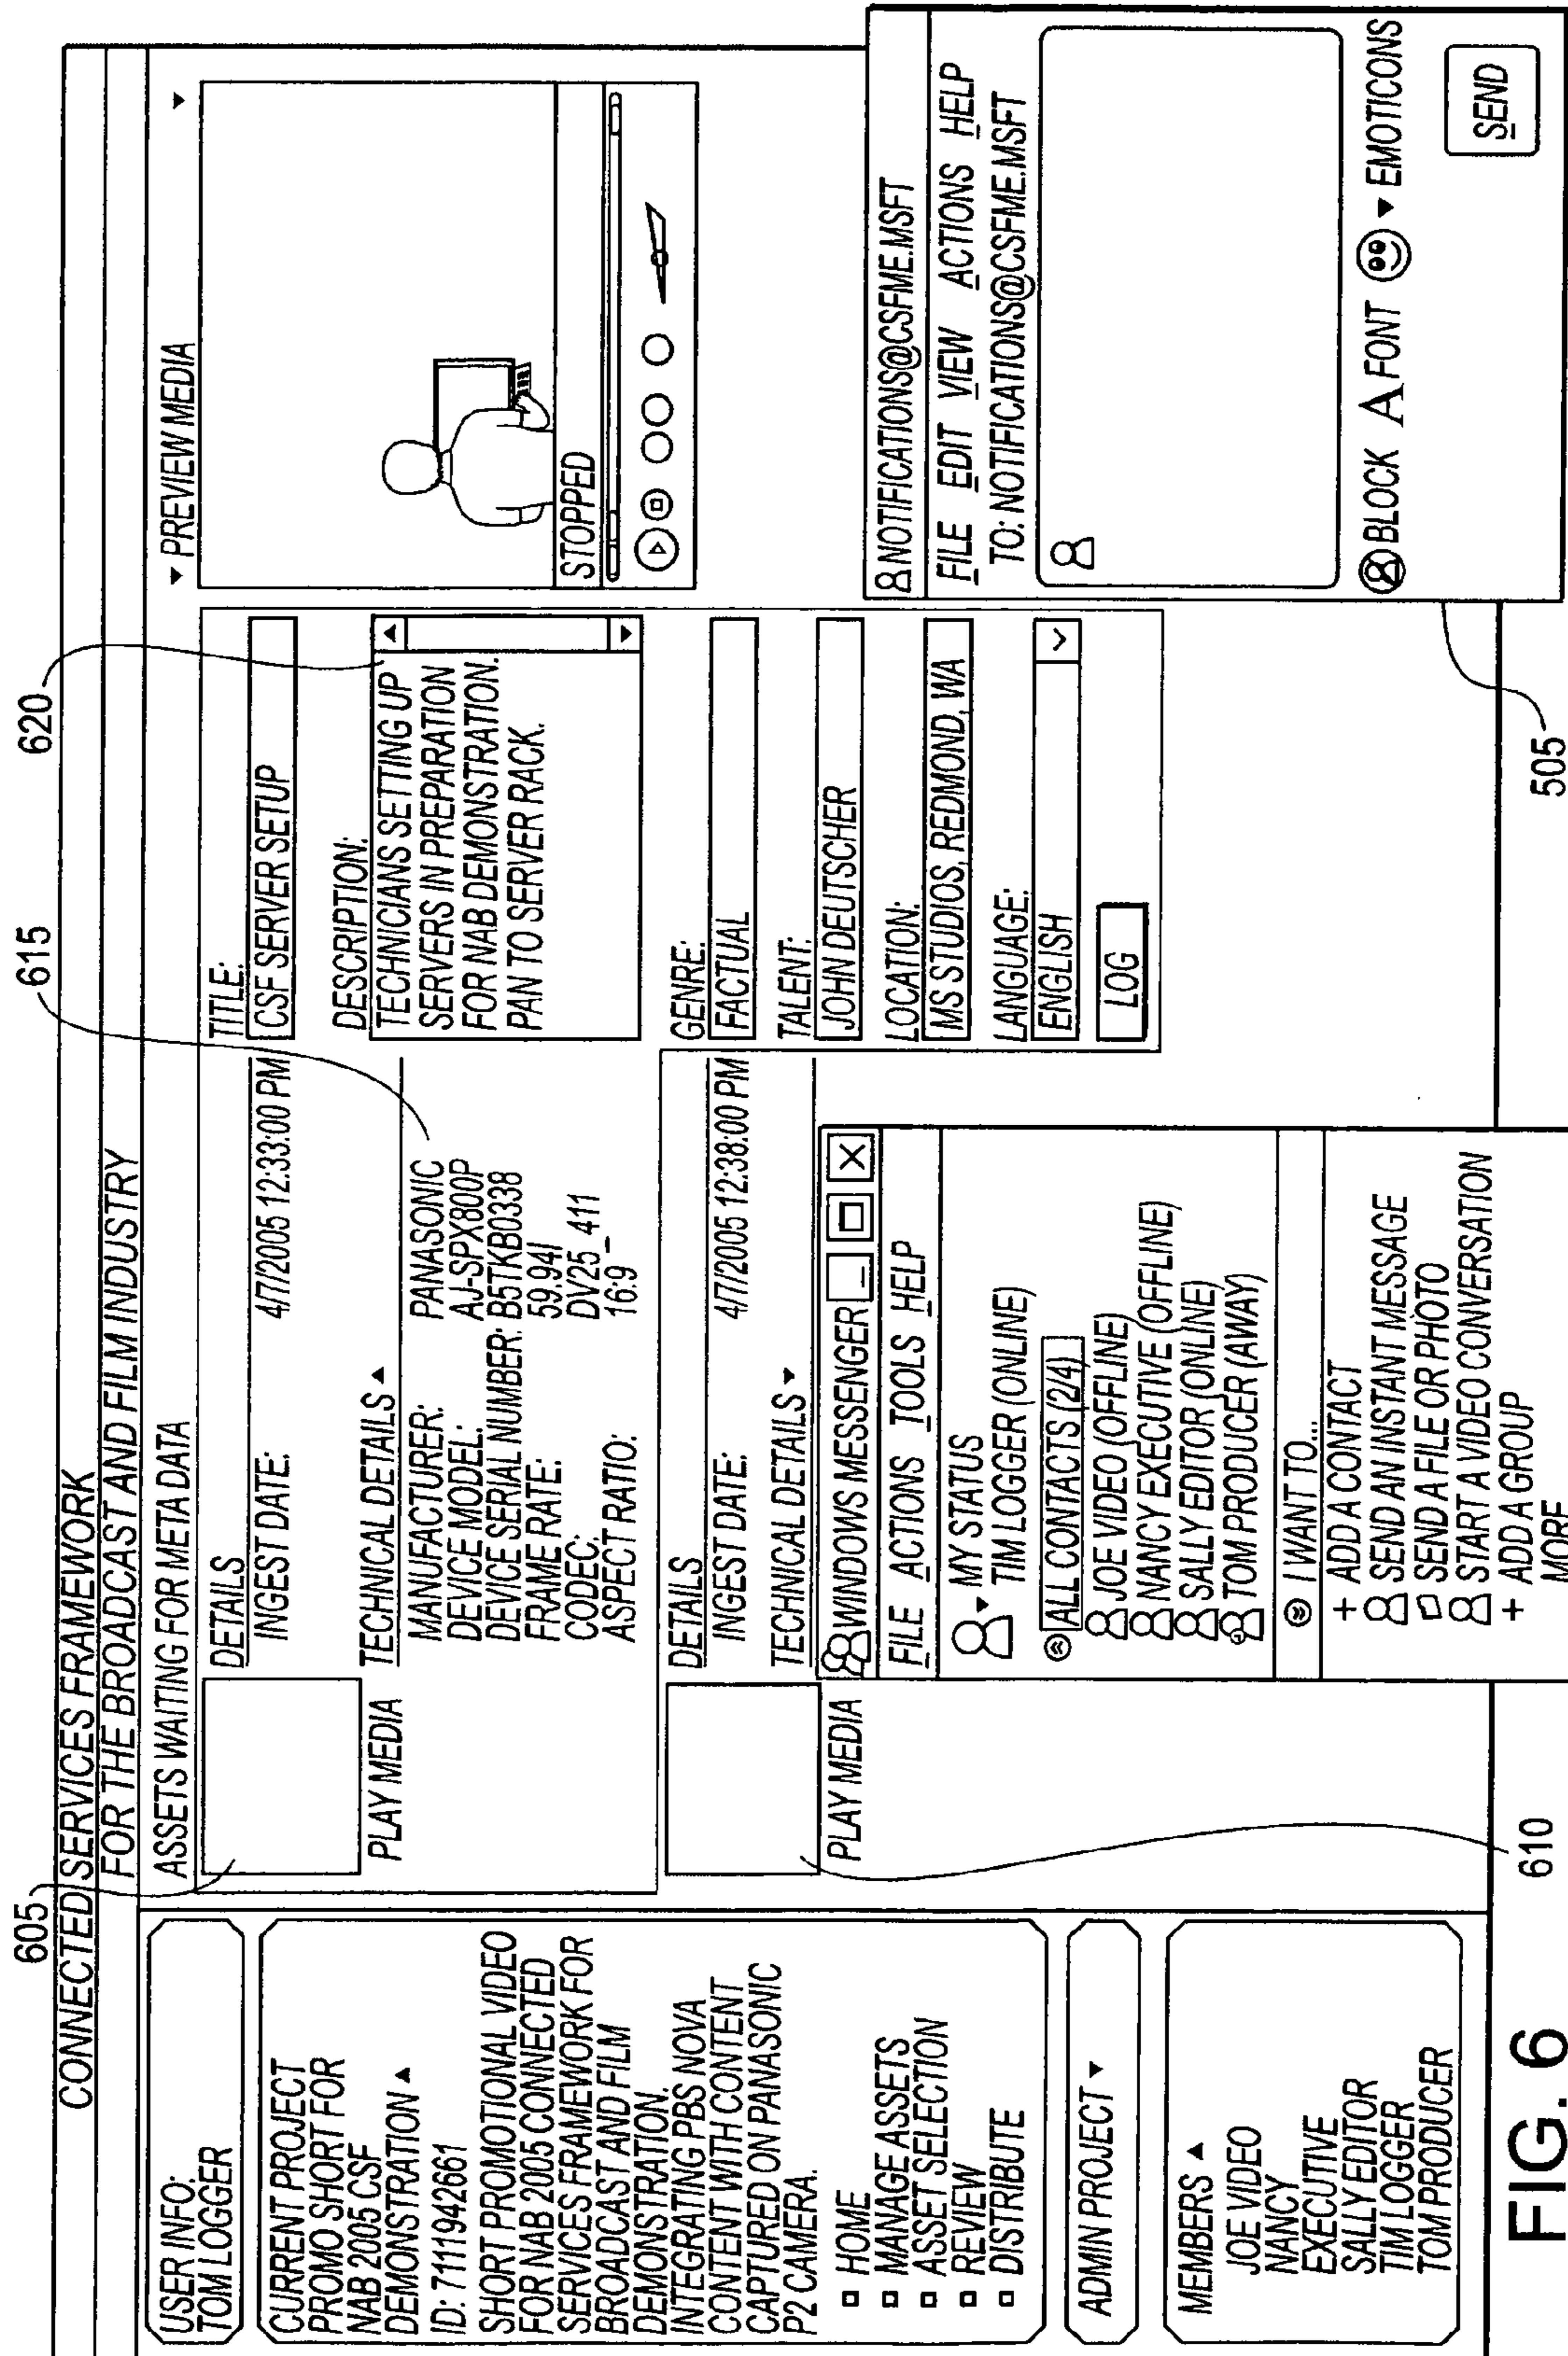 605
615
620
CONNECTED SERVICES FRAMEWORK
FOR THE BROADCAST AND FILM INDUSTRY
USER INFO:
TOM LOGGER
CURRENT PROJECT
PROMO SHORT FOR
NAB 2005 CSF
DEMONSTRATION ▲
ID: 7111942661
SHORT PROMOTIONAL VIDEO
FOR NAB 2005 CONNECTED
SERVICES FRAMEWORK FOR
BROADCAST AND FILM
DEMONSTRATION.
INTEGRATING PBS NOVA
CONTENT WITH CONTENT
CAPTURED ON PANASONIC
P2 CAMERA.
HOME
MANAGE ASSETS
ASSET SELECTION
REVIEW
DISTRIBUTE
ADMIN PROJECT ▼
MEMBERS ▲
JOE VIDEO
NANCY
EXECUTIVE
SALLY EDITOR
TIM LOGGER
TOM PRODUCER
ASSETS WAITING FOR META DATA
DETAILS
INGEST DATE: 4/7/2005 12:33:00 PM
TECHNICAL DETAILS ▲
PLAY MEDIA
MANUFACTURER: PANASONIC
DEVICE MODEL: AJ-SPX800P
DEVICE SERIAL NUMBER: B5TKB0338
FRAME RATE: 59.94I
CODEC: DV25_411
ASPECT RATIO: 16:9
TITLE:
CSF SERVER SETUP
DESCRIPTION:
TECHNICIANS SETTING UP
SERVERS IN PREPARATION
FOR NAB DEMONSTRATION.
PAN TO SERVER RACK.
GENRE:
FACTUAL
TALENT:
JOHN DEUTSCHER
LOCATION:
MS STUDIOS, REDMOND, WA
LANGUAGE:
ENGLISH
LOG
DETAILS
INGEST DATE: 4/7/2005 12:38:00 PM
TECHNICAL DETAILS ▼
PLAY MEDIA
▼ PREVIEW MEDIA ▼
STOPPED
WINDOWS MESSENGER
FILE ACTIONS TOOLS HELP
MY STATUS
TIM LOGGER (ONLINE)
ALL CONTACTS (2/4)
JOE VIDEO (OFFLINE)
NANCY EXECUTIVE (OFFLINE)
SALLY EDITOR (ONLINE)
TOM PRODUCER (AWAY)
I WANT TO...
+ ADD A CONTACT
SEND AN INSTANT MESSAGE
SEND A FILE OR PHOTO
START A VIDEO CONVERSATION
+ ADD A GROUP
MORE
NOTIFICATIONS@CSFME.MSFT
FILE EDIT VIEW ACTIONS HELP
TO: NOTIFICATIONS@CSFME.MSFT
BLOCK A FONT ▼ EMOTICONS
SEND
610
505
FIG. 6